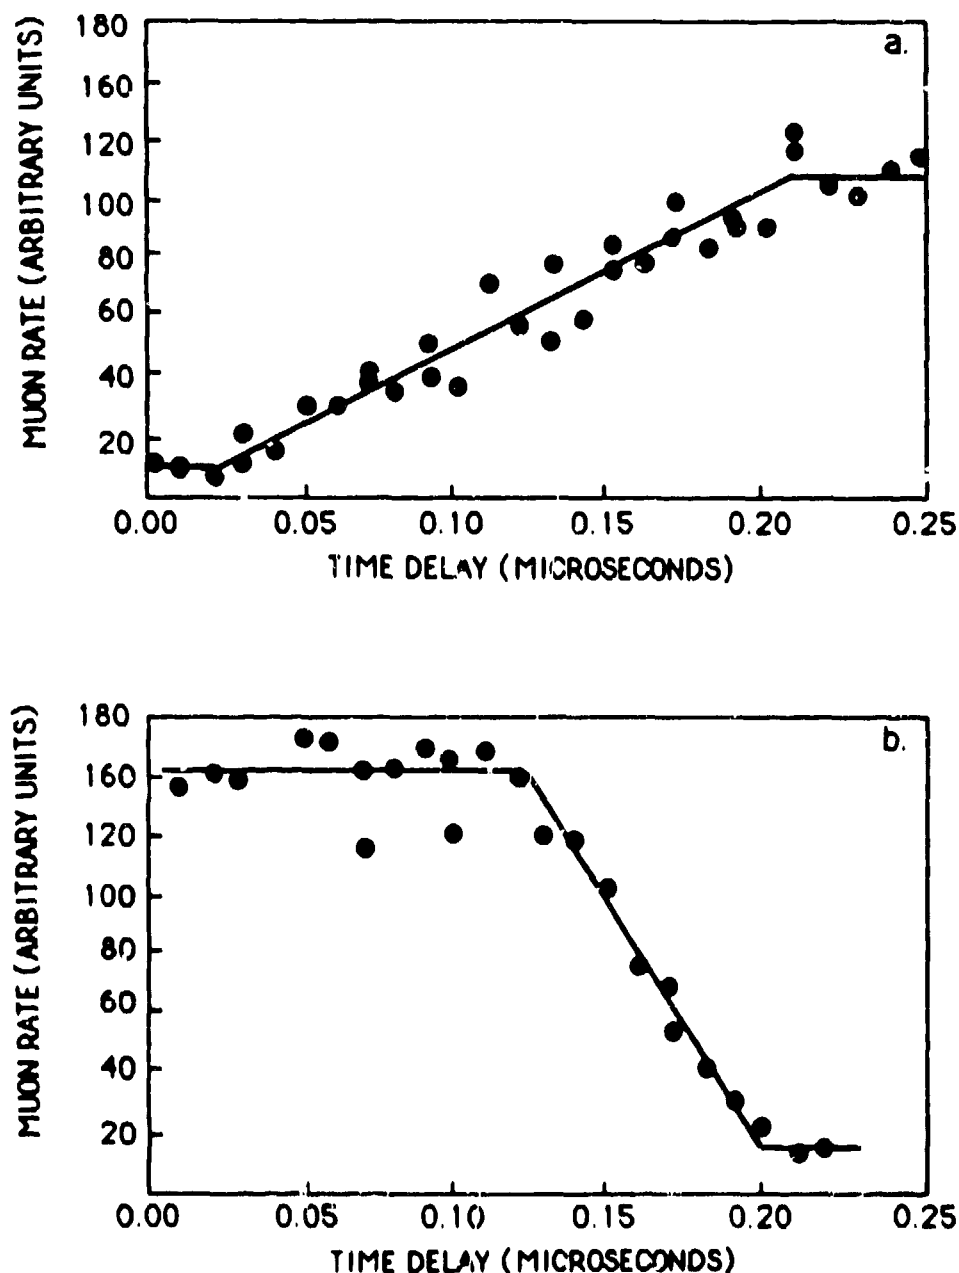 a.
MUON RATE (ARBITRARY UNITS)
180
160
120
100
80
60
40
20
0.00 0.05 0.10 0.15 0.20 0.25
TIME DELAY (MICROSECONDS)
b.
MUON RATE (ARBITRARY UNITS)
180
160
120
100
80
60
40
20
0.00 0.05 0.10 0.15 0.20 0.25
TIME DELAY (MICROSECONDS)